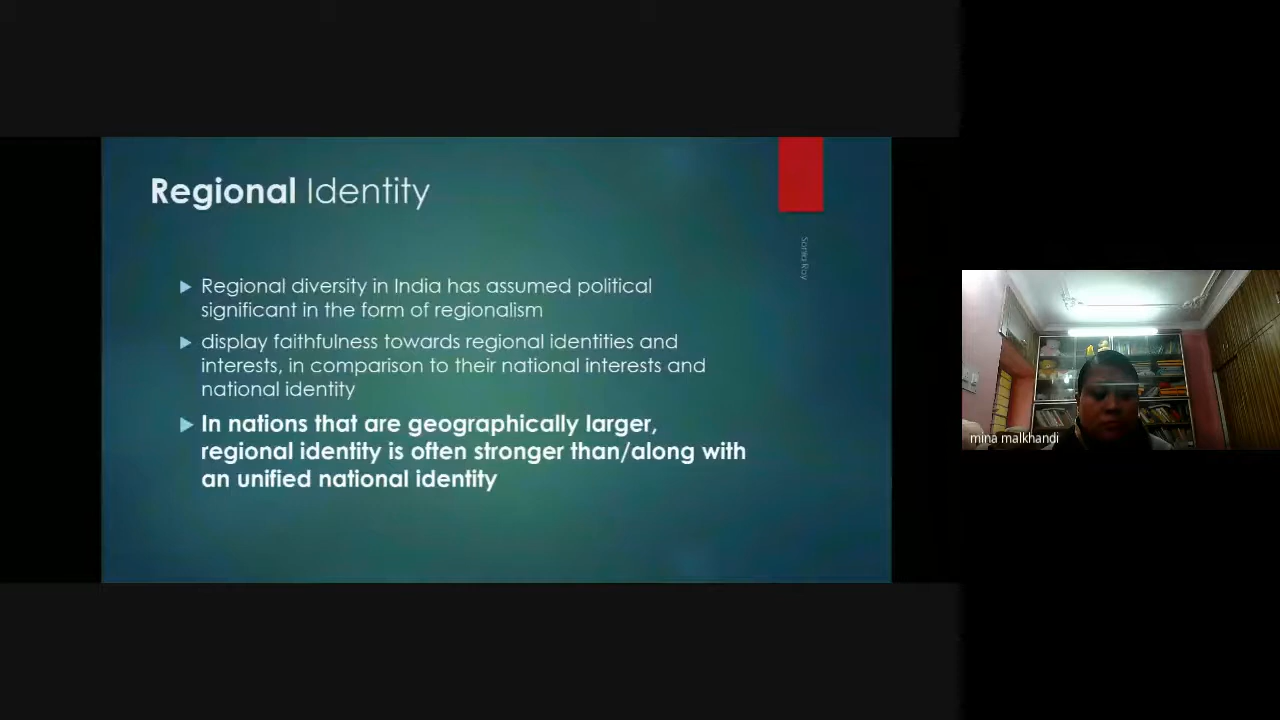 Regional Identity
Regional diversity in India has assumed political
significant in the form of regionalism
display faithfulness towards regional identities and
interests, in comparison to their national interests and
national identity
In nations that are geographically larger,
regional identity is often stronger than/along with
an unified national identity
Sonia Roy
mina malkhandi